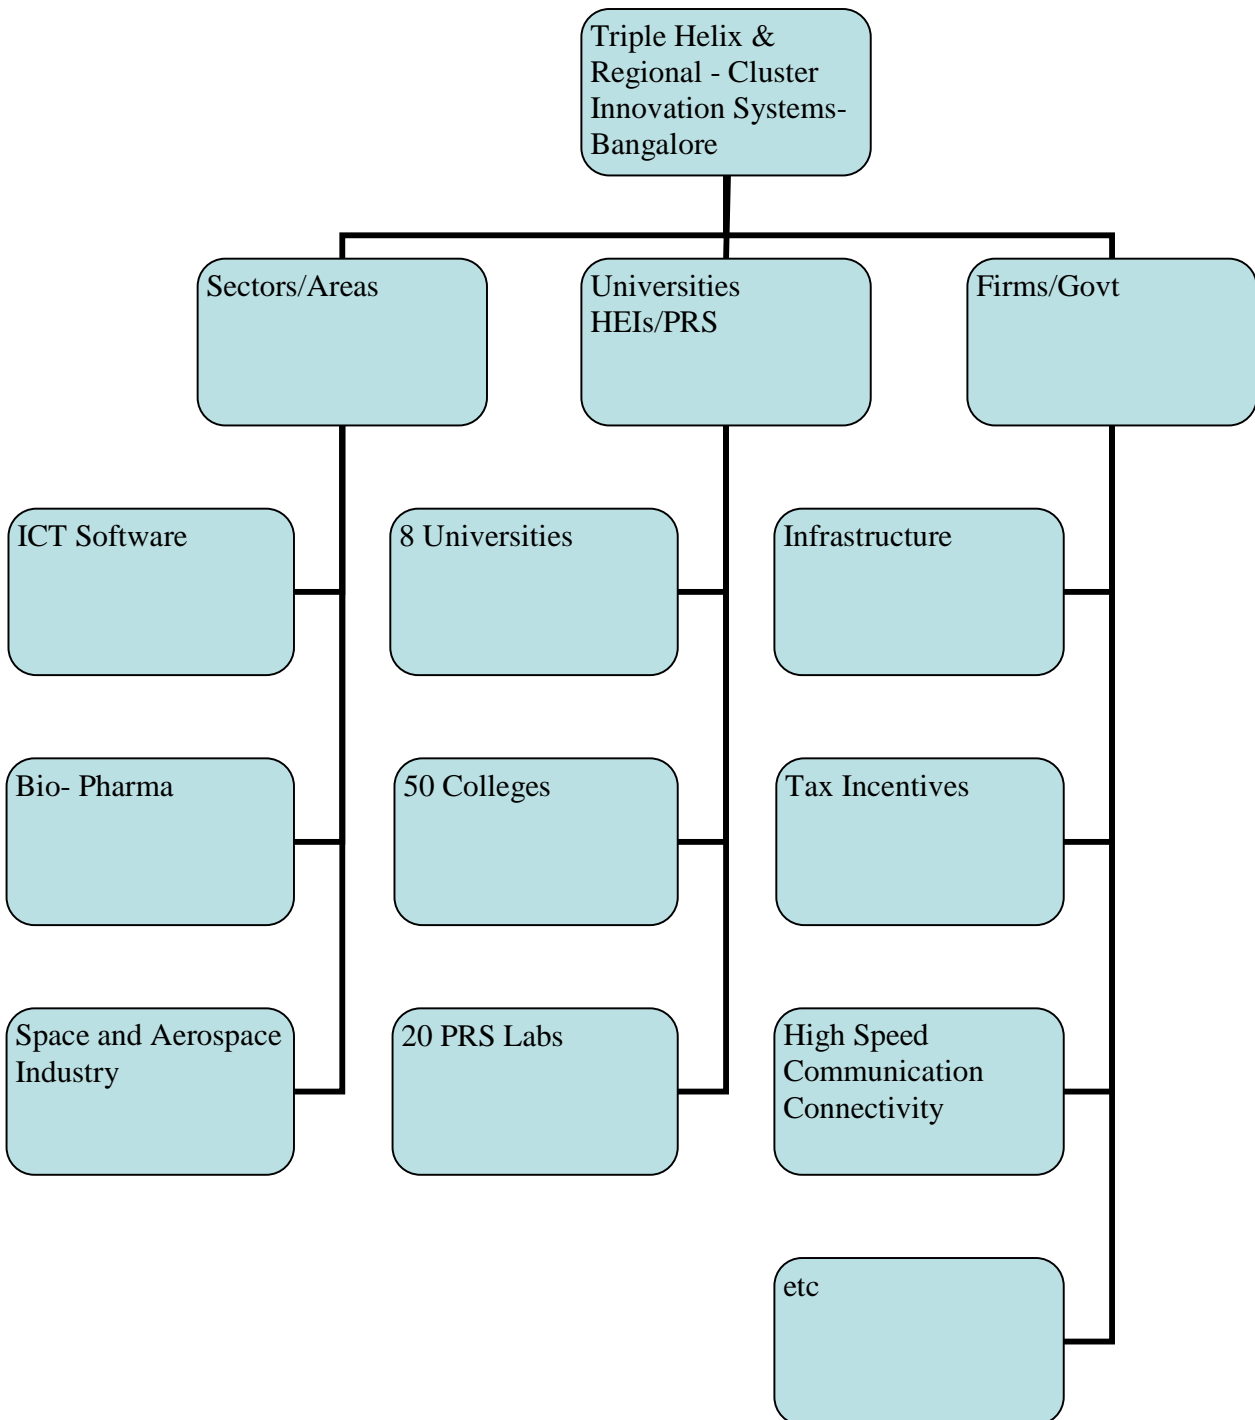 Triple Helix &
Regional - Cluster
Innovation Systems-
Bangalore
Sectors/Areas
Universities
HEIs/PRS
Firms/Govt
ICT Software
8 Universities
Infrastructure
Bio- Pharma
50 Colleges
Tax Incentives
Space and Aerospace
Industry
20 PRS Labs
High Speed
Communication
Connectivity
etc